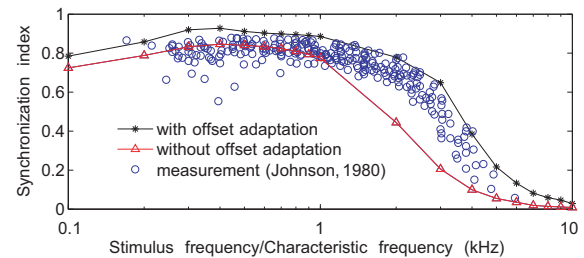 Synchronization index
1
0.8
0.6
0.4
0.2
0
with offset adaptation
without offset adaptation
measurement (Johnson, 1980)
0.1
1
10
Stimulus frequency/Characteristic frequency (kHz)